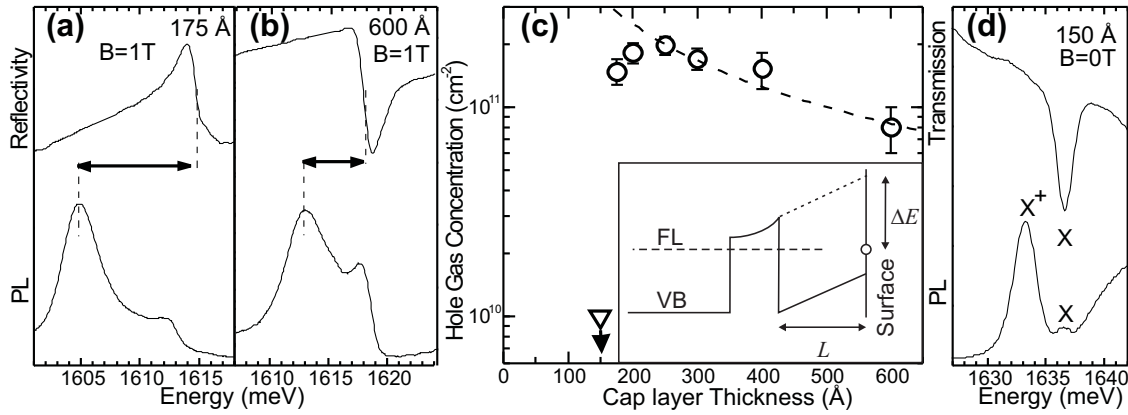 (a)
175 Å
B=1T
Reflectivity
PL
1605
1610
1615
Energy (meV)
(b)
600 Å
B=1T
1610
1615
1620
(c)
Hole Gas Concentration (cm⁻²)
10¹¹
10¹⁰
0
100
200
300
400
500
600
Cap layer Thickness (Å)
FL
VB
ΔE
Surface
L
(d)
150 Å
B=0T
Transmission
PL
X⁺
X
X
1630
1635
1640
Energy (meV)